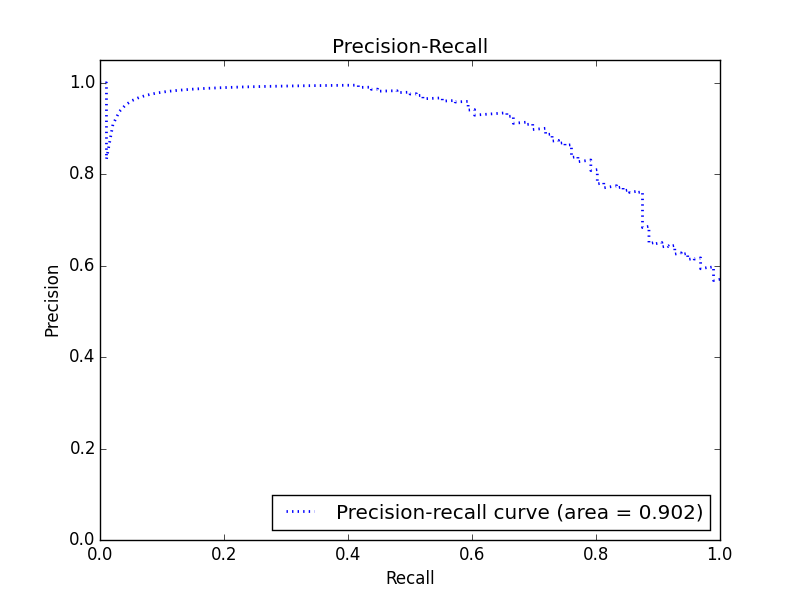 Precision-Recall
1.0
0.8
0.6
0.4
0.2
0.0
Precision
Precision-recall curve (area = 0.902)
0.0 0.2 0.4 0.6 0.8 1.0
Recall